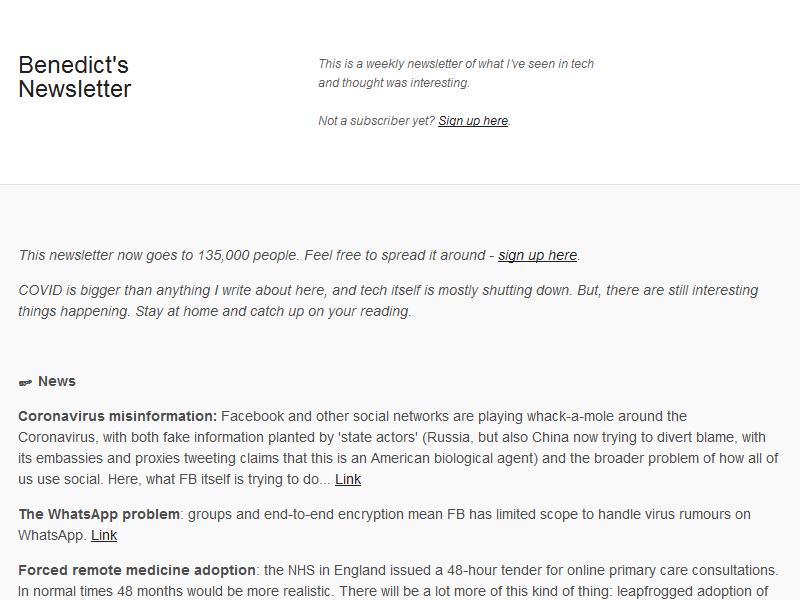 Benedict's
Newsletter
This is a weekly newsletter of what I've seen in tech
and thought was interesting.
Not a subscriber yet? Sign up here.
This newsletter now goes to 135,000 people. Feel free to spread it around - sign up here.
COVID is bigger than anything I write about here, and tech itself is mostly shutting down. But, there are still interesting
things happening. Stay at home and catch up on your reading.
News
Coronavirus misinformation: Facebook and other social networks are playing whack-a-mole around the
Coronavirus, with both fake information planted by 'state actors' (Russia, but also China now trying to divert blame, with
its embassies and proxies tweeting claims that this is an American biological agent) and the broader problem of how all of
us use social. Here, what FB itself is trying to do... Link
The WhatsApp problem: groups and end-to-end encryption mean FB has limited scope to handle virus rumours on
WhatsApp. Link
Forced remote medicine adoption: the NHS in England issued a 48-hour tender for online primary care consultations.
In normal times 48 months would be more realistic. There will be a lot more of this kind of thing: leapfrogged adoption of